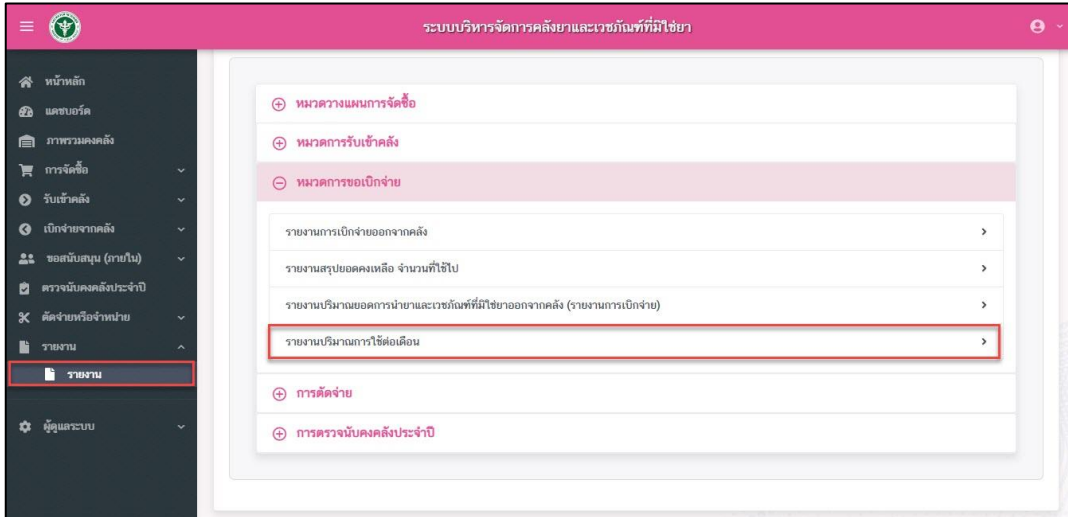 ระบบบริหารจัดการคลังยาและเวชภัณฑ์ที่มิใช่ยา
หน้าหลัก
แดชบอร์ด
ภาพรวมคงคลัง
การจัดซื้อ
รับเข้าคลัง
เบิกจ่ายจากคลัง
ขอสนับสนุน (ภายใน)
ตรวจนับคงคลังประจำปี
ตัดจ่ายหรือจำหน่าย
รายงาน
รายงาน
ผู้ดูแลระบบ
หมวดวางแผนการจัดซื้อ
หมวดการรับเข้าคลัง
หมวดการขอเบิกจ่าย
รายงานการเบิกจ่ายออกจากคลัง
รายงานสรุปยอดคงเหลือ จำนวนที่ใช้ไป
รายงานปริมาณยอดการนำยาและเวชภัณฑ์ที่มิใช่ยาออกจากคลัง (รายงานการเบิกจ่าย)
รายงานปริมาณการใช้ต่อเดือน
การตัดจ่าย
การตรวจนับคงคลังประจำปี